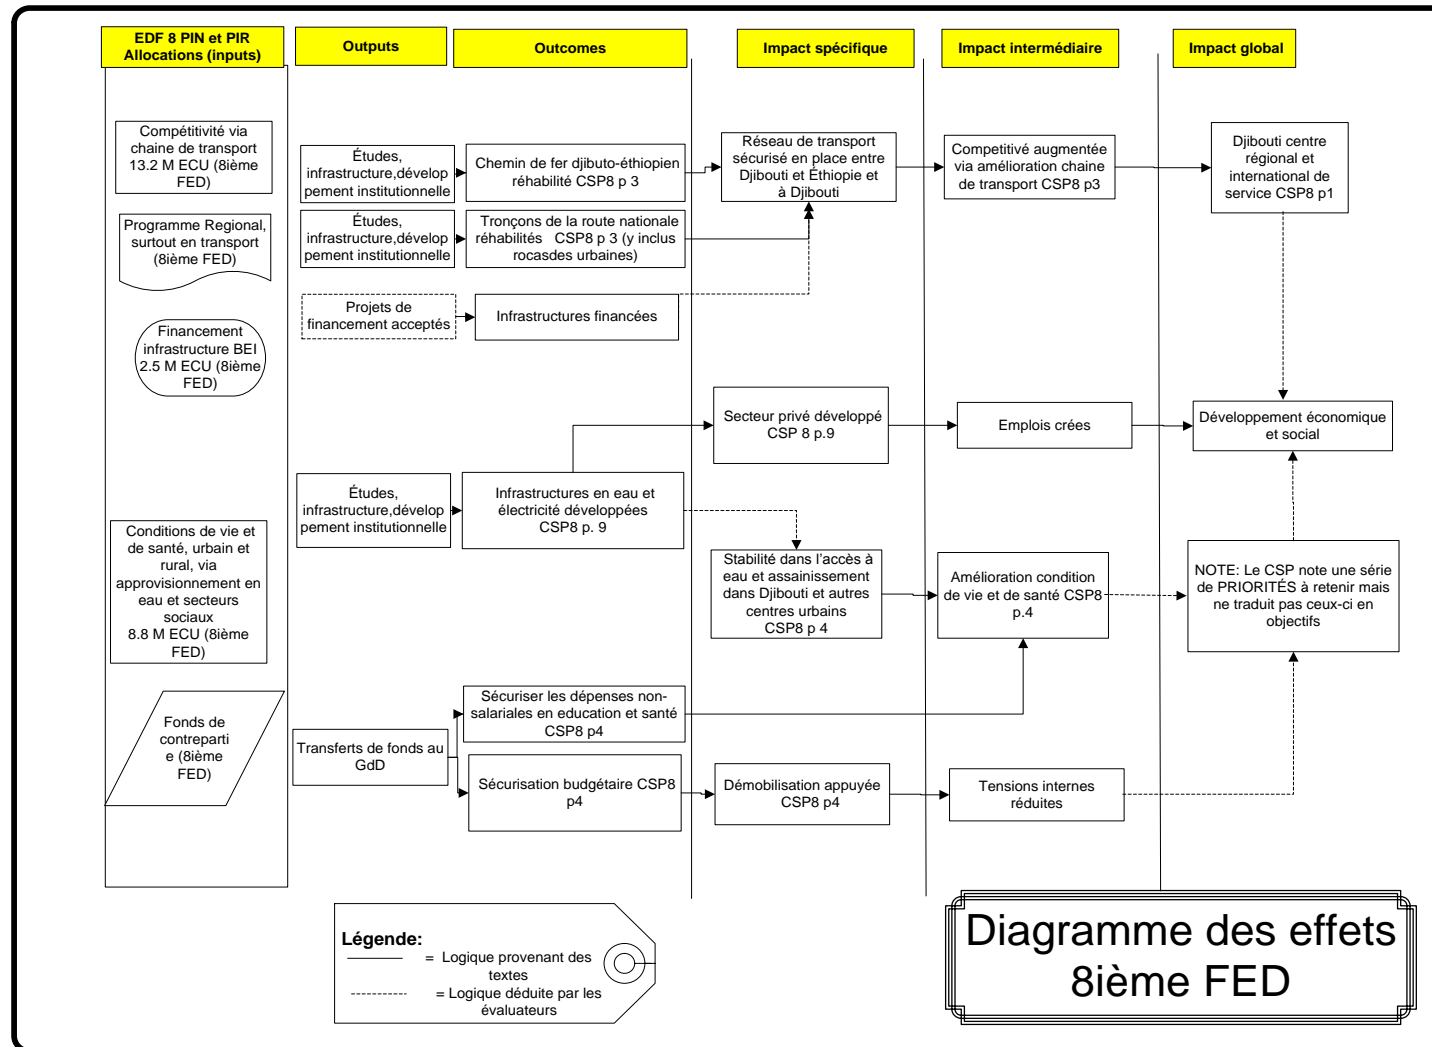 EDF 8 PIN et PIR
Allocations (inputs)
Outputs
Outcomes
Impact spécifique
Impact intermédiaire
Impact global
Compétitivité via
chaine de transport
13.2 M ECU (8ième
FED)
Programme Regional,
surtout en transport
(8ième FED)
Financement
infrastructure BEI
2.5 M ECU (8ième
FED)
Conditions de vie et
de santé, urbain et
rural, via
approvisionnement en
eau et secteurs
sociaux
8.8 M ECU (8ième
FED)
Fonds de
contreparti
e (8ième
FED)
Études,
infrastructure,dévelop
pement institutionnelle
Études,
infrastructure,dévelop
pement institutionnelle
Projets de
financement acceptés
Études,
infrastructure,dévelop
pement institutionnelle
Transferts de fonds au
GdD
Chemin de fer djibuto-éthiopien
réhabilité CSP8 p 3
Tronçons de la route nationale
réhabilités CSP8 p 3 (y inclus
rocasdes urbaines)
Infrastructures financées
Infrastructures en eau et
électricité développées
CSP8 p. 9
Sécuriser les dépenses non-
salariales en education et santé
CSP8 p4
Sécurisation budgétaire CSP8
p4
Réseau de transport
sécurisé en place entre
Djibouti et Éthiopie et
à Djibouti
Secteur privé développé
CSP 8 p.9
Stabilité dans l'accès à
eau et assainissement
dans Djibouti et autres
centres urbains
CSP8 p 4
Démobilisation appuyée
CSP8 p4
Competitivé augmentée
via amélioration chaine
de transport CSP8 p3
Emplois crées
Amélioration condition
de vie et de santé CSP8
p.4
Tensions internes
réduites
Djibouti centre
régional et
international de
service CSP8 p1
Développement économique
et social
NOTE: Le CSP note une série
de PRIORITÉS à retenir mais
ne traduit pas ceux-ci en
objectifs
Légende:
= Logique provenant des
textes
= Logique déduite par les
évaluateurs
Diagramme des effets
8ième FED